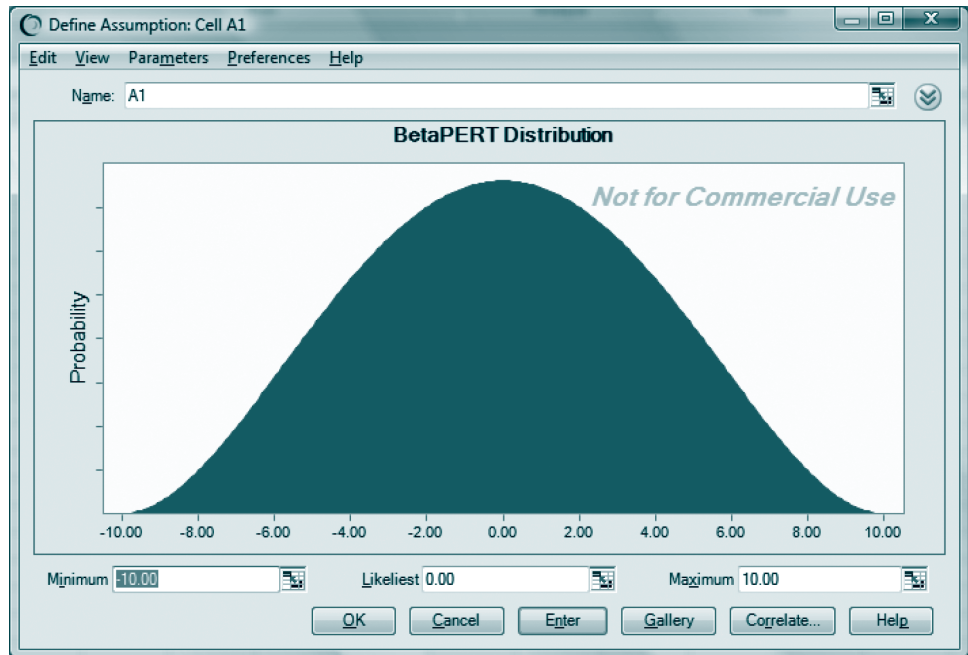 Define Assumption: Cell A1
Edit View Parameters Preferences Help
Name: A1
BetaPERT Distribution
Not for Commercial Use
Probability
-10.00 -8.00 -6.00 -4.00 -2.00 0.00 2.00 4.00 6.00 8.00 10.00
Minimum -10.00 Likeliest 0.00 Maximum 10.00
OK Cancel Enter Gallery Correlate... Help